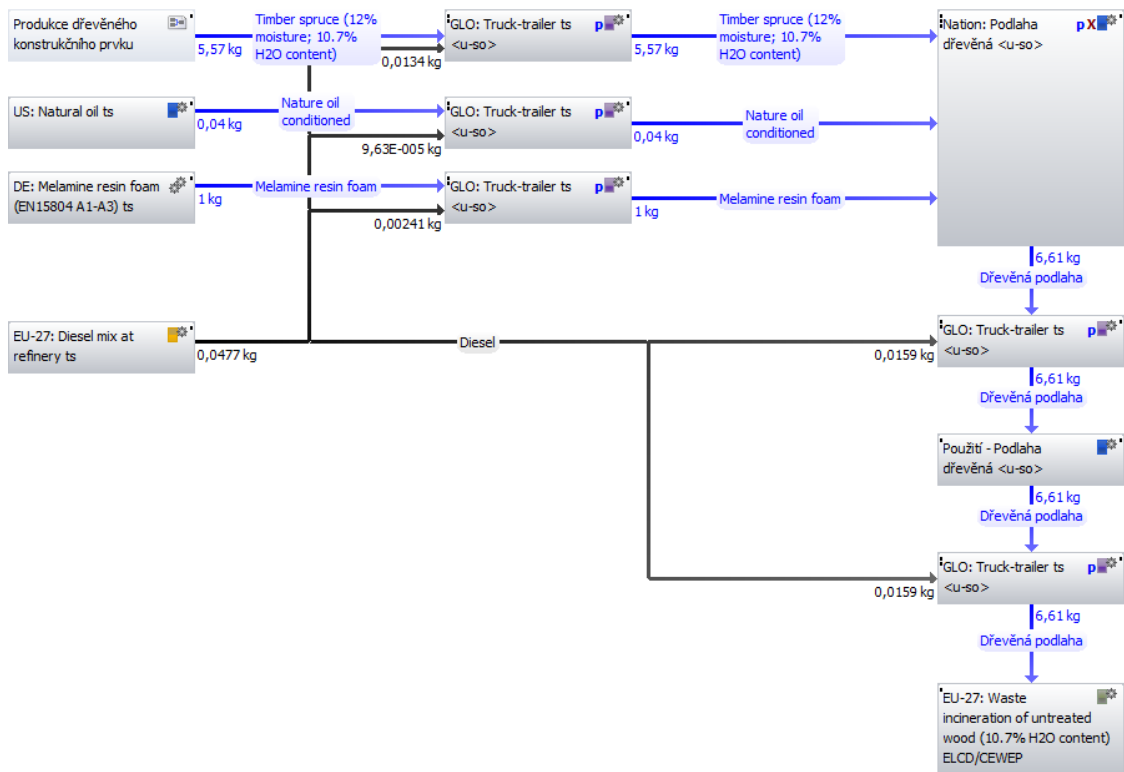 Produkce dřevěného
konstrukčního prvku
5,57 kg
Timber spruce (12%
moisture; 10.7%
H2O content)
0,0134 kg
GLO: Truck-trailer ts
<u-so>
p
5,57 kg
Timber spruce (12%
moisture; 10.7%
H2O content)
Nation: Podlaha
dřevěná <u-so>
pX
US: Natural oil ts
0,04 kg
Nature oil
conditioned
9,63E-005 kg
GLO: Truck-trailer ts
<u-so>
p
0,04 kg
Nature oil
conditioned
DE: Melamine resin foam
(EN15804 A1-A3) ts
1 kg
Melamine resin foam
0,00241 kg
GLO: Truck-trailer ts
<u-so>
p
1 kg
Melamine resin foam
6,61 kg
Dřevěná podlaha
EU-27: Diesel mix at
refinery ts
0,0477 kg
Diesel
0,0159 kg
GLO: Truck-trailer ts
<u-so>
p
6,61 kg
Dřevěná podlaha
Použití - Podlaha
dřevěná <u-so>
6,61 kg
Dřevěná podlaha
0,0159 kg
GLO: Truck-trailer ts
<u-so>
p
6,61 kg
Dřevěná podlaha
EU-27: Waste
incineration of untreated
wood (10.7% H2O content)
ELCD/CEWEP